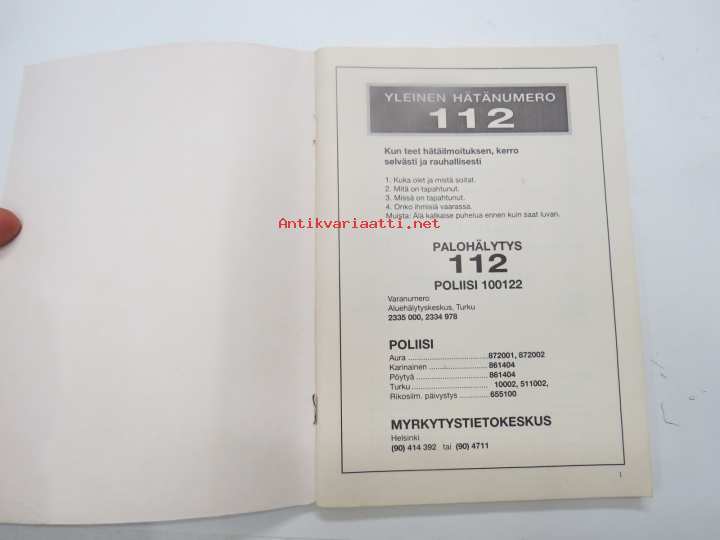 YLEINEN HÄTÄNUMERO
112
Kun teet hätäilmoituksen, kerro
selvästi ja rauhallisesti
1. Kuka olet ja mistä soitat.
2. Mitä on tapahtunut.
3. Missä on tapahtunut.
4. Onko ihmisiä vaarassa.
Muista: Älä katkaise puhelua ennen kuin saat luvan.
Antikvariaatti.net
PALOHÄLYTYS
112
POLIISI 100122
Varanumero
Aluehälytyskeskus, Turku
2335 000, 2334 978
POLIISI
Aura ..................................... 872001, 872002
Karinainen ........................... 861404
Pöytyä ................................. 861404
Turku ................................... 10002, 511002,
Rikosilm. päivystys .............. 655100
MYRKYTYSTIETOKESKUS
Helsinki
(90) 414 392 tai (90) 4711
1